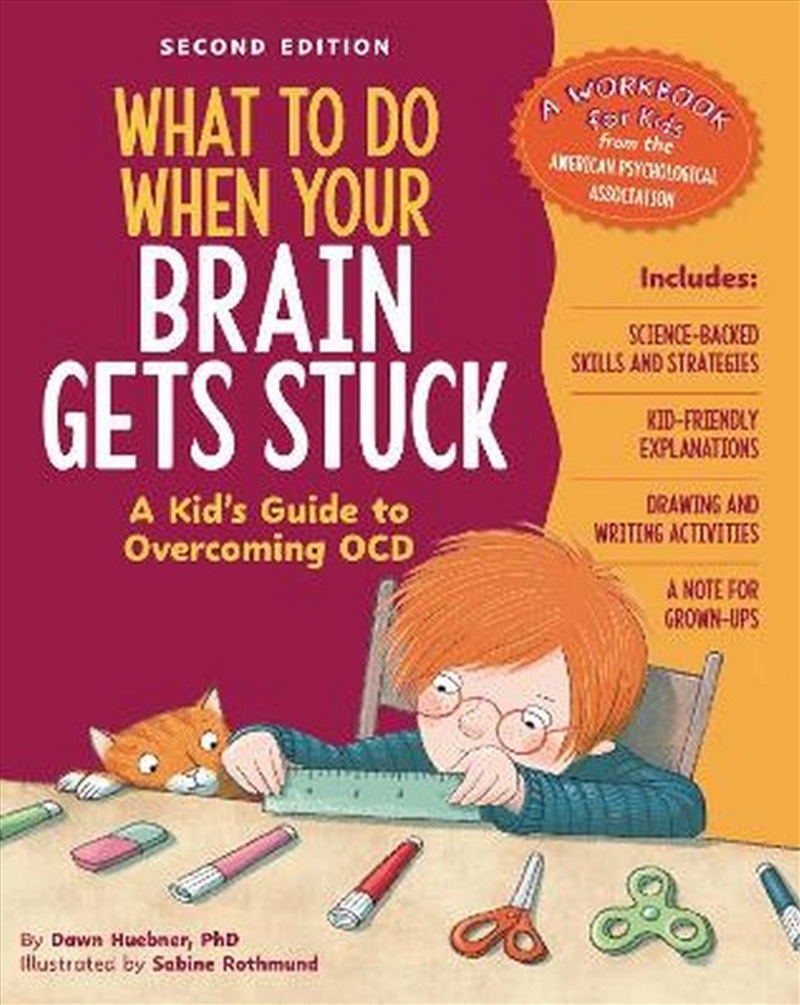 SECOND EDITION
WHAT TO DO
WHEN YOUR
BRAIN
GETS STUCK
A Kid's Guide to
Overcoming OCD
A WORKBOOK
for Kids
from the
AMERICAN PSYCHOLOGICAL
ASSOCIATION
Includes:
SCIENCE-BACKED
SKILLS AND STRATEGIES
KID-FRIENDLY
EXPLANATIONS
DRAWING AND
WRITING ACTIVITIES
A NOTE FOR
GROWN-UPS
By Dawn Huebner, PhD
Illustrated by Sabine Rothmund